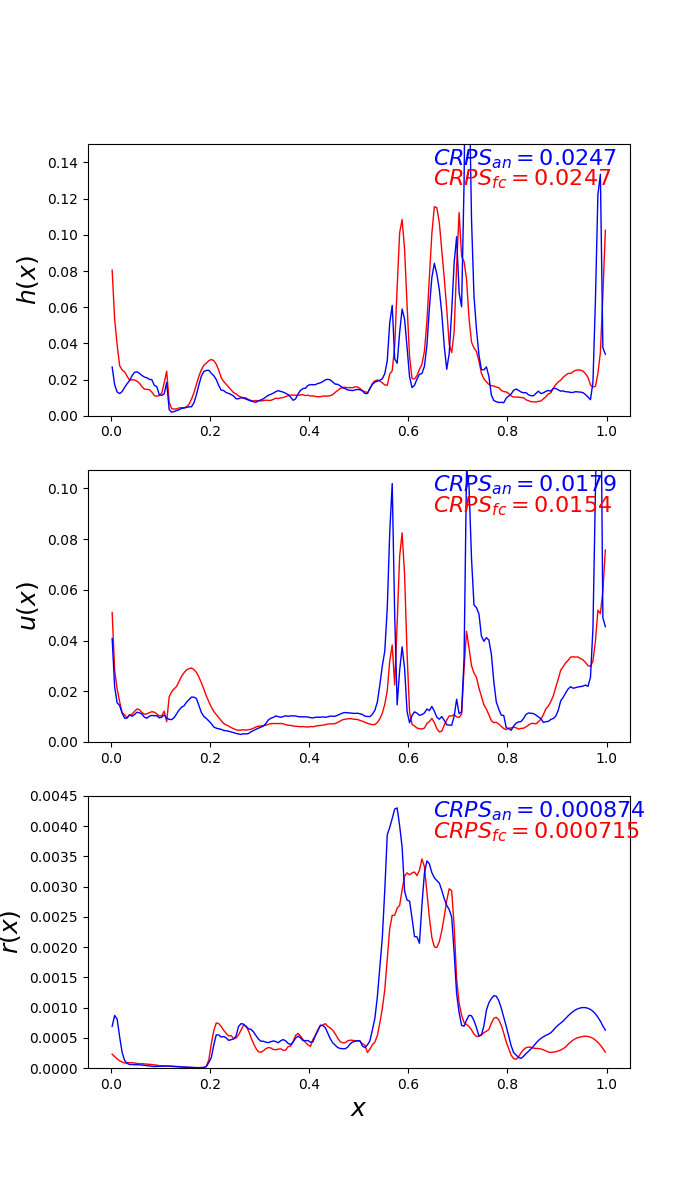 CRPS_an = 0.0247
CRPS_fc = 0.0247
0.14
0.12
0.10
0.08
0.06
0.04
0.02
0.00
h(x)
0.0 0.2 0.4 0.6 0.8 1.0
CRPS_an = 0.0179
CRPS_fc = 0.0154
0.10
0.08
0.06
0.04
0.02
0.00
u(x)
0.0 0.2 0.4 0.6 0.8 1.0
CRPS_an = 0.000874
CRPS_fc = 0.000715
0.0045
0.0040
0.0035
0.0030
0.0025
0.0020
0.0015
0.0010
0.0005
0.0000
r(x)
0.0 0.2 0.4 0.6 0.8 1.0
x